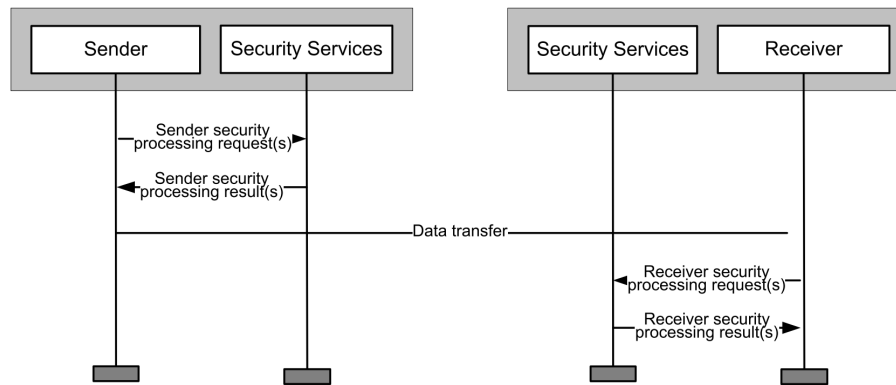 Sender
Security Services
Security Services
Receiver
Sender security
processing request(s)
Sender security
processing result(s)
Data transfer
Receiver security
processing request(s)
Receiver security
processing result(s)